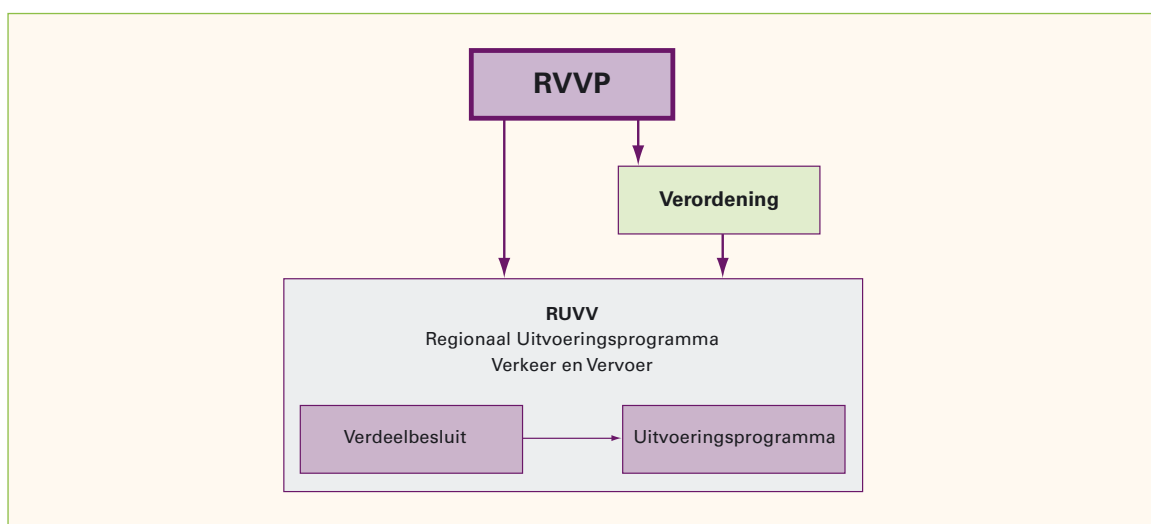 RVVP
Verordening
RUVV
Regionaal Uitvoeringsprogramma
Verkeer en Vervoer
Verdeelbesluit
Uitvoeringsprogramma